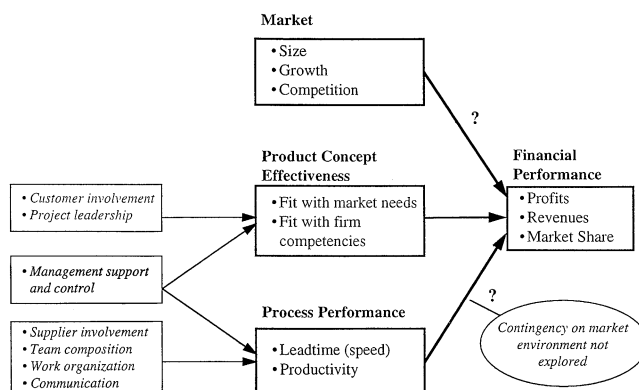 Market
• Size
• Growth
• Competition
?
Product Concept
Effectiveness
• Fit with market needs
• Fit with firm
competencies
Financial
Performance
• Profits
• Revenues
• Market Share
• Customer involvement
• Project leadership
• Management support
and control
• Supplier involvement
• Team composition
• Work organization
• Communication
Process Performance
• Leadtime (speed)
• Productivity
?
Contingency on market
environment not
explored